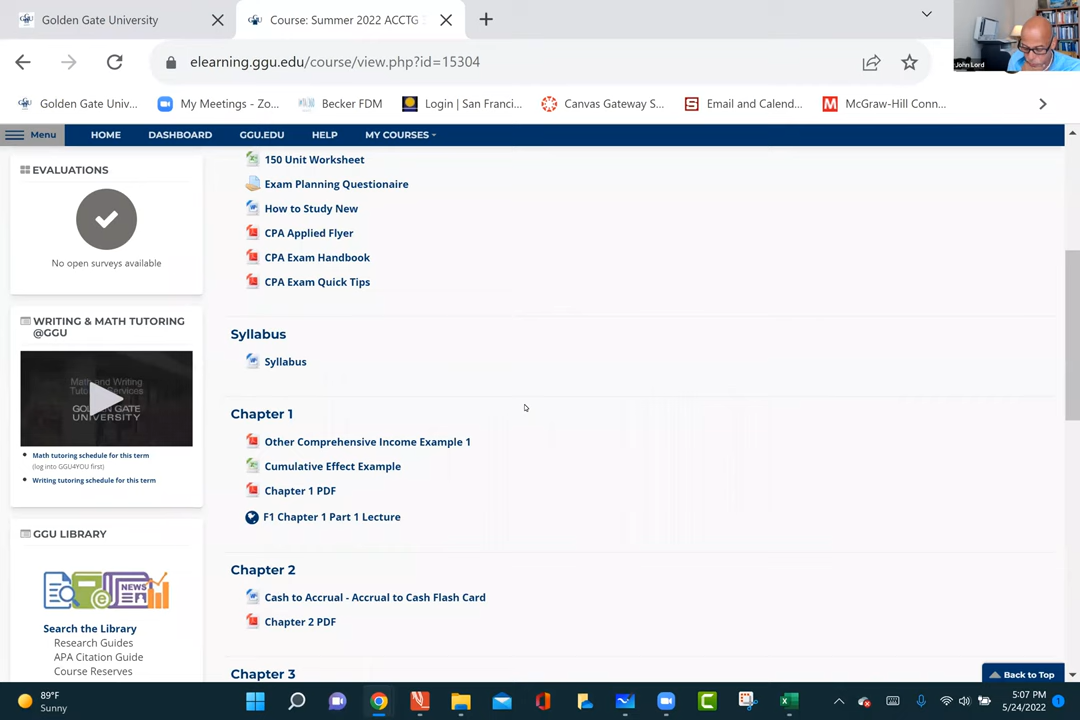 Golden Gate University
Course: Summer 2022 ACCTG
elearning.ggu.edu/course/view.php?id=15304
John Lord
Golden Gate Univ...
My Meetings - Zo...
Becker FDM
Login | San Franci...
Canvas Gateway S...
Email and Calend...
McGraw-Hill Conn...
Menu
HOME
DASHBOARD
GGU.EDU
HELP
MY COURSES
EVALUATIONS
No open surveys available
WRITING & MATH TUTORING
@GGU
Math and Writing
GOLDEN GATE
UNIVERSITY
Math tutoring schedule for this term
(log into GGU4YOU first)
Writing tutoring schedule for this term
GGU LIBRARY
NEWS
Search the Library
Research Guides
APA Citation Guide
Course Reserves
150 Unit Worksheet
Exam Planning Questionaire
How to Study New
CPA Applied Flyer
CPA Exam Handbook
CPA Exam Quick Tips
Syllabus
Syllabus
Chapter 1
Other Comprehensive Income Example 1
Cumulative Effect Example
Chapter 1 PDF
F1 Chapter 1 Part 1 Lecture
Chapter 2
Cash to Accrual - Accrual to Cash Flash Card
Chapter 2 PDF
Chapter 3
Back to Top
89°F
Sunny
5:07 PM
5/24/2022